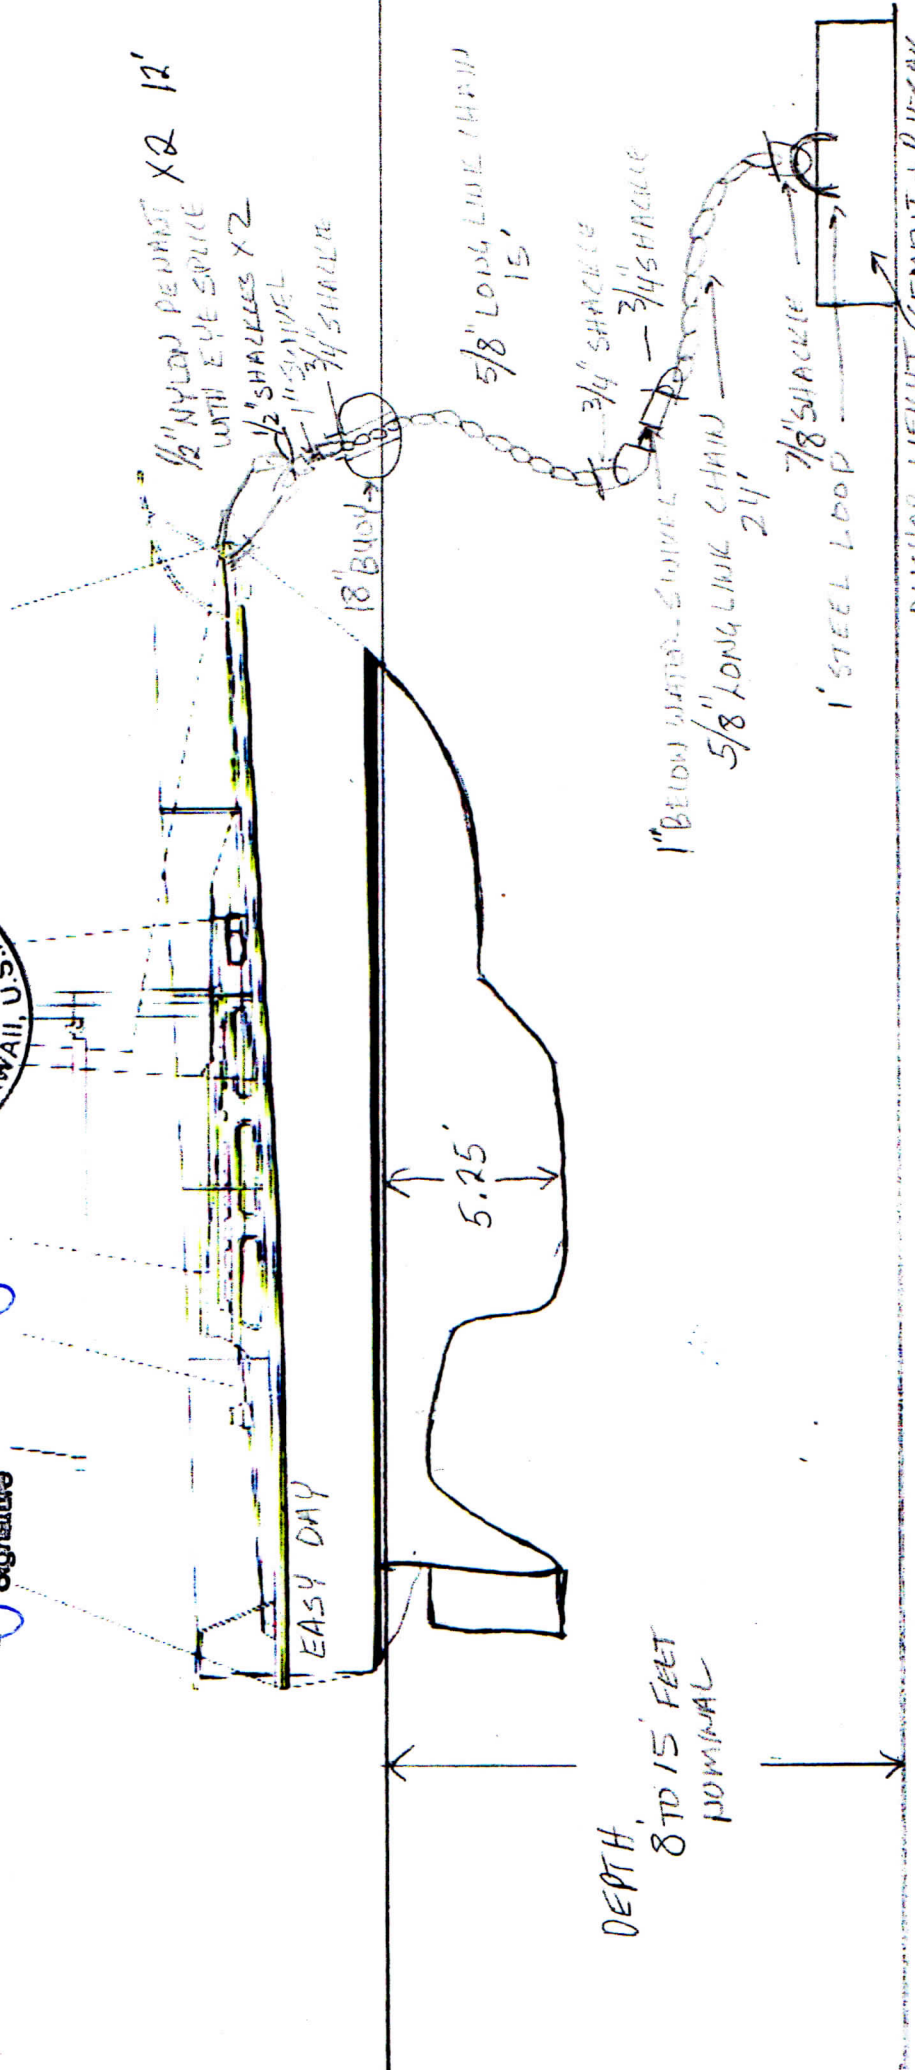 1/2" NYLON PENANT X2 12'
WITH EYE SPLICE
1/2" SHACKLES X2
1" SWIVEL
3/4" SHACKLE
18" BUOY
5/8" LONG LINK CHAIN
15'
3/4" SHACKLE
3/4" SHACKLE
1" BELOW WATER SWIVEL
5/8" LONG LINK CHAIN
24'
7/8" SHACKLE
1' STEEL LOOP
EASY DAY
5.25'
DEPTH
8' TO 15' FEET
NOMINAL
Signature
WAII, U.S.